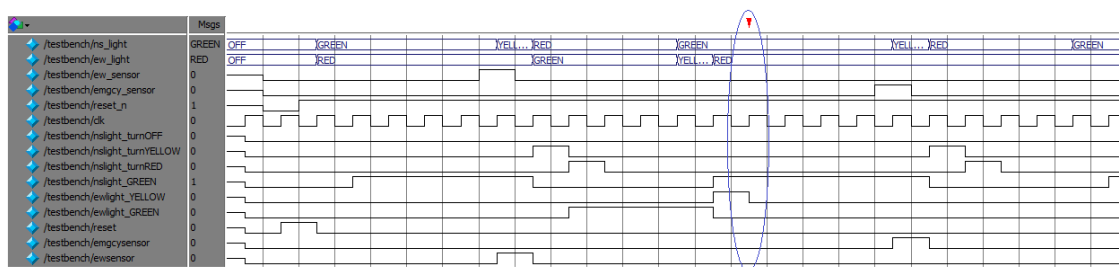 Msgs
/testbench/ns_light GREEN OFF GREEN YELL... RED GREEN YELL... RED GREEN
/testbench/ew_light RED OFF RED GREEN YELL... RED
/testbench/ew_sensor 0
/testbench/emgcy_sensor 0
/testbench/reset_n 1
/testbench/clk 0
/testbench/nslight_turnOFF 0
/testbench/nslight_turnYELLOW 0
/testbench/nslight_turnRED 0
/testbench/nslight_GREEN 1
/testbench/ewlight_YELLOW 0
/testbench/ewlight_GREEN 0
/testbench/reset 0
/testbench/emgcysensor 0
/testbench/ewsensor 0